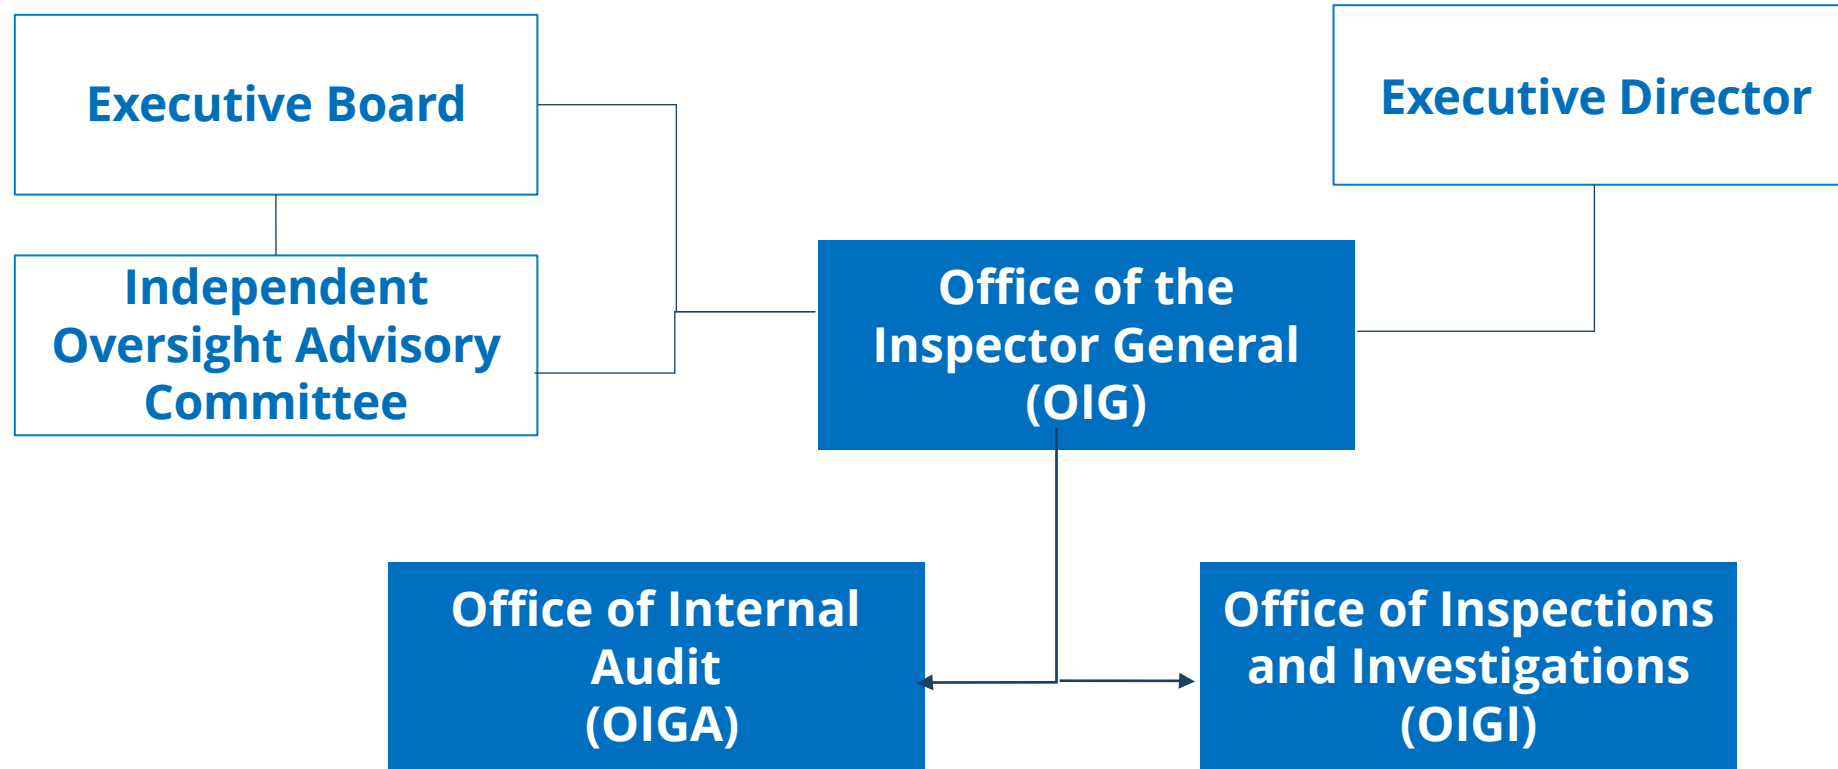 Executive Board
Executive Director
Independent
Oversight Advisory
Committee
Office of the
Inspector General
(OIG)
Office of Internal
Audit
(OIGA)
Office of Inspections
and Investigations
(OIGI)